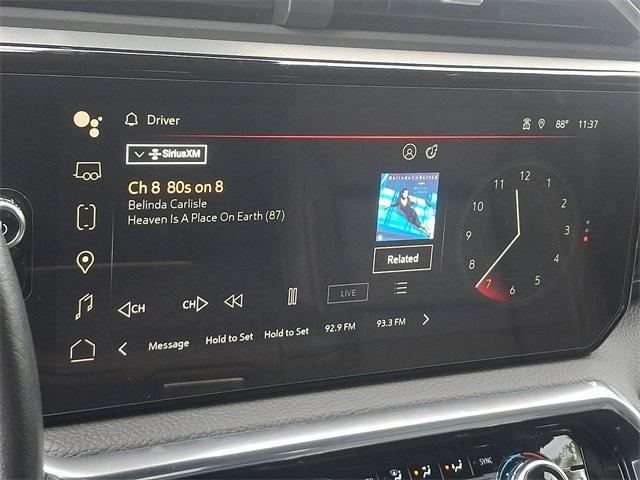 Driver
88° 11:37
SiriusXM
Ch 8 80s on 8
Belinda Carlisle
Heaven Is A Place On Earth (87)
Belinda CARLISLE
Related
CH
CH
LIVE
Message Hold to Set Hold to Set 92.9 FM 93.3 FM
12
1
2
3
4
5
6
7
8
9
10
11
SYNC